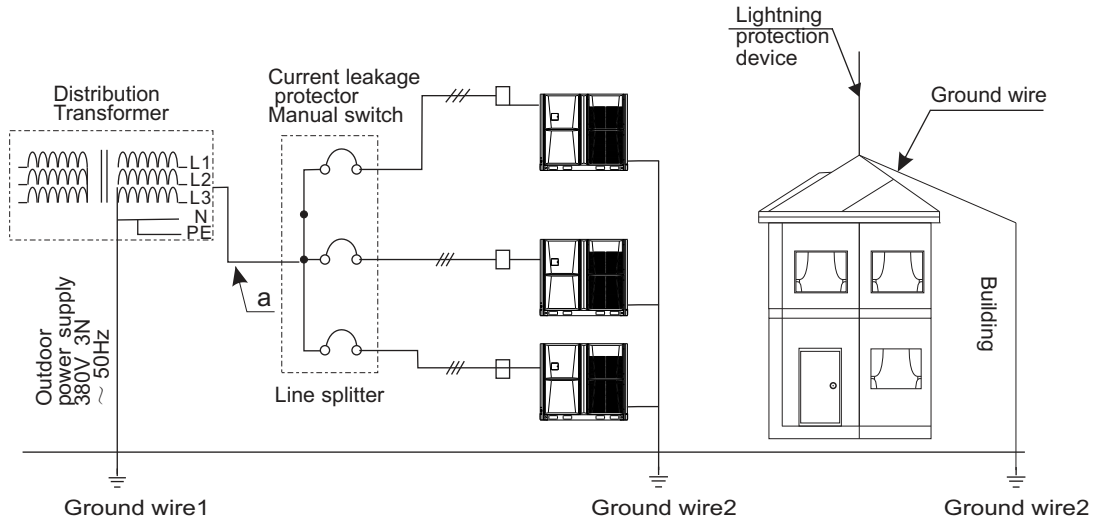 Distribution
Transformer
L1
L2
L3
N
PE
a
Outdoor
power supply
380V 3N
~ 50Hz
Current leakage
protector
Manual switch
Line splitter
Lightning
protection
device
Ground wire
Building
Ground wire1
Ground wire2
Ground wire2